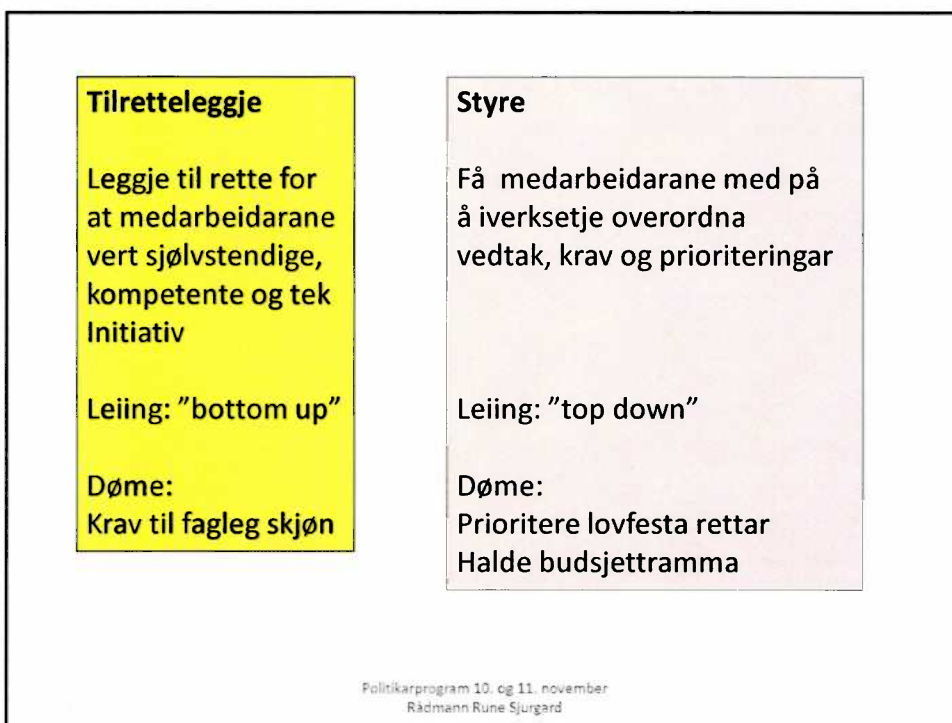 Tilretteleggje
Leggje til rette for
at medarbeidarane
vert sjølvstendige,
kompetente og tek
Initiativ
Leiing: ”bottom up”
Døme:
Krav til fagleg skjøn
Styre
Få medarbeidarane med på
å iverksetje overordna
vedtak, krav og prioriteringar
Leiing: ”top down”
Døme:
Prioritere lovfesta rettar
Halde budsjettramma
Politikarprogram 10. og 11. november
Rådmann Rune Sjurgard